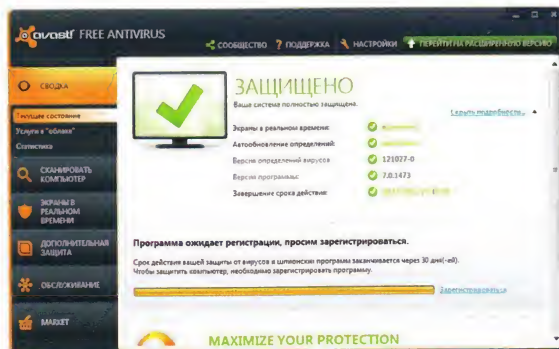 avast! FREE ANTIVIRUS
СООБЩЕСТВО
? ПОДДЕРЖКА
НАСТРОЙКИ
ПЕРЕЙТИ НА РАСШИРЕННУЮ ВЕРСИЮ
СВОДКА
Текущее состояние
Услуги в "облаке"
Статистика
СКАНИРОВАТЬ
КОМПЬЮТЕР
ЭКРАНЫ В
РЕАЛЬНОМ
ВРЕМЕНИ
ДОПОЛНИТЕЛЬНАЯ
ЗАЩИТА
ОБСЛУЖИВАНИЕ
MARKET
ЗАЩИЩЕНО
Ваша система полностью защищена.
Скрыть подробности...
Экраны в реальном времени:
Автообновление определений:
Версия определений вирусов 121027-0
Версия программы: 7.0.1473
Завершение срока действия:
Программа ожидает регистрации, просим зарегистрироваться.
Срок действия вашей защиты от вирусов и шпионских программ заканчивается через 30 дня(-ей).
Чтобы защитить компьютер, необходимо зарегистрировать программу.
Зарегистрироваться
MAXIMIZE YOUR PROTECTION